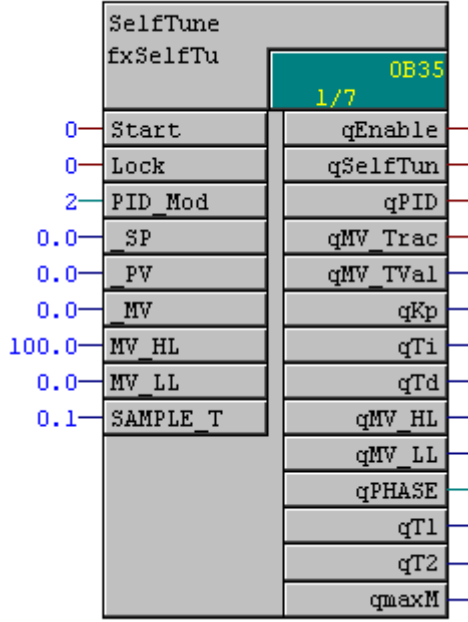 SelfTune
fxSelfTu
OB35
1/7
0 Start qEnable
0 Lock qSelfTun
2 PID_Mod qPID
0.0 _SP qMV_Trac
0.0 _PV qMV_TVal
0.0 _MV qKp
100.0 MV_HL qTi
0.0 MV_LL qTd
0.1 SAMPLE_T qMV_HL
qMV_LL
qPHASE
qT1
qT2
qmaxM